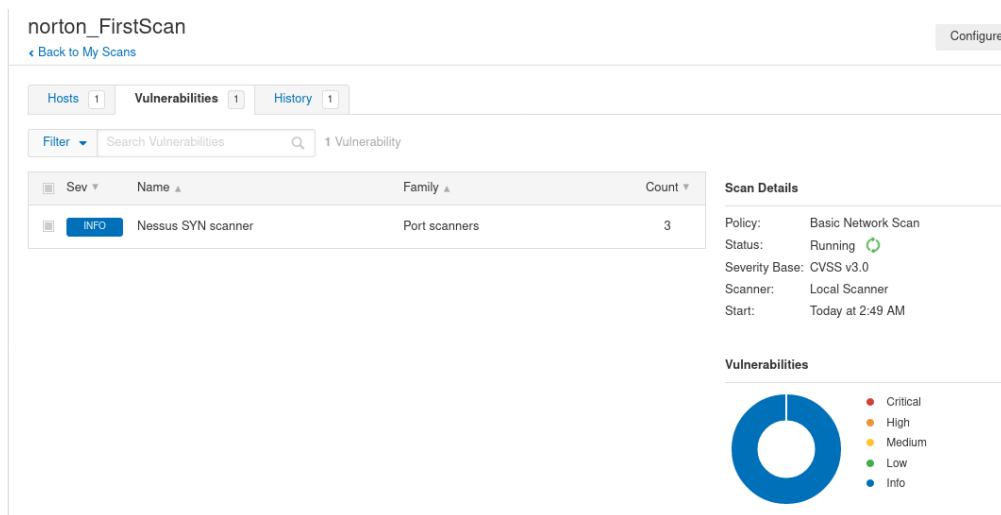 norton_FirstScan
Configure
‹ Back to My Scans
Hosts 1 Vulnerabilities 1 History 1
Filter Search Vulnerabilities 1 Vulnerability
Sev Name Family Count
INFO Nessus SYN scanner Port scanners 3
Scan Details
Policy: Basic Network Scan
Status: Running
Severity Base: CVSS v3.0
Scanner: Local Scanner
Start: Today at 2:49 AM
Vulnerabilities
Critical
High
Medium
Low
Info